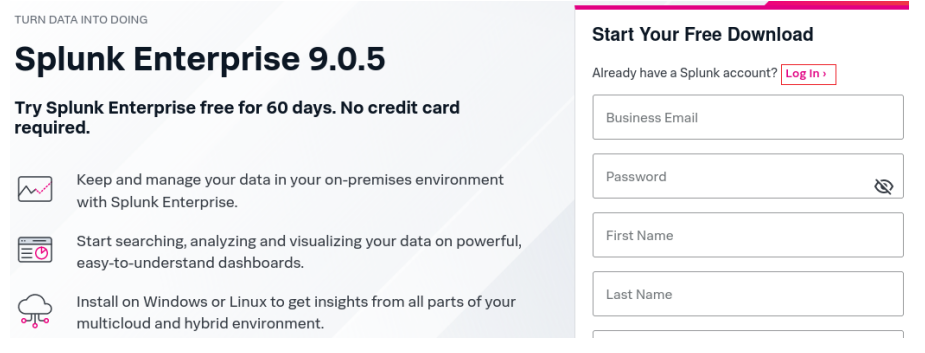 TURN DATA INTO DOING
Splunk Enterprise 9.0.5
Try Splunk Enterprise free for 60 days. No credit card
required.
Keep and manage your data in your on-premises environment
with Splunk Enterprise.
Start searching, analyzing and visualizing your data on powerful,
easy-to-understand dashboards.
Install on Windows or Linux to get insights from all parts of your
multicloud and hybrid environment.
Start Your Free Download
Already have a Splunk account? Log In ›
Business Email
Password
First Name
Last Name